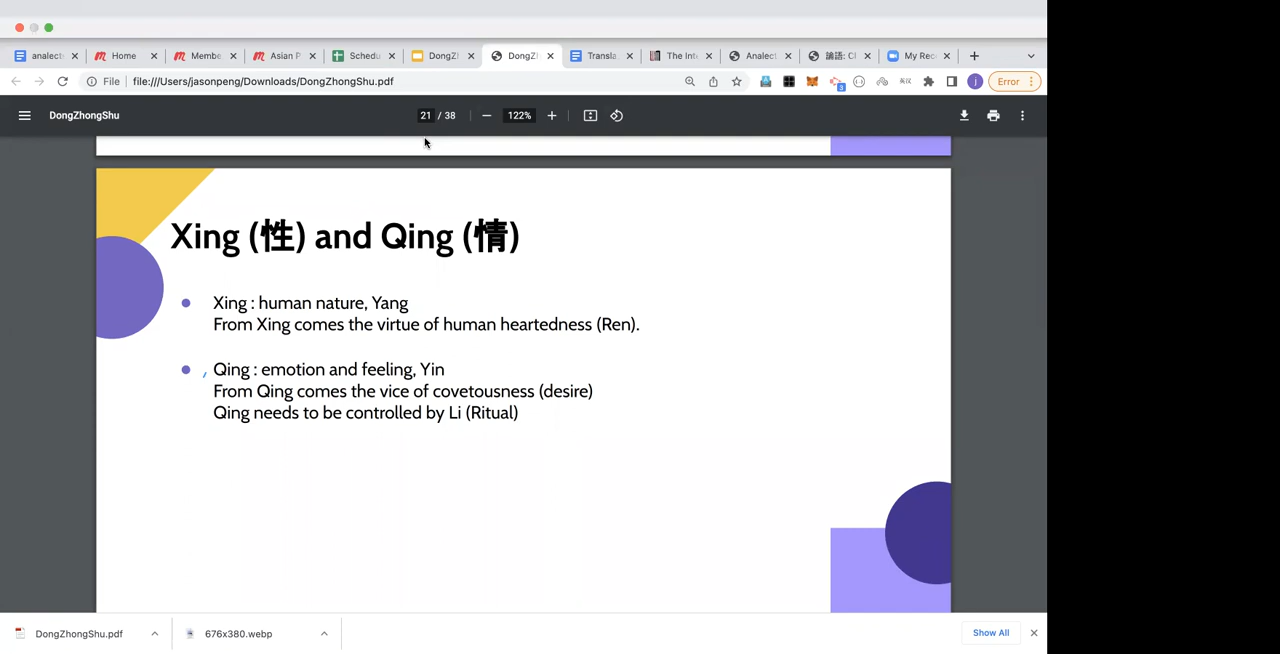 analect
Home
Membe
Asian P
Schedu
DongZl
DongZl
Transla
The Int
Analect
論語: Cl
My Rec
File
file:///Users/jasonpeng/Downloads/DongZhongShu.pdf
j
Error
DongZhongShu
21 / 38
122%
Xing (性) and Qing (情)
Xing : human nature, Yang
From Xing comes the virtue of human heartedness (Ren).
Qing : emotion and feeling, Yin
From Qing comes the vice of covetousness (desire)
Qing needs to be controlled by Li (Ritual)
DongZhongShu.pdf
676x380.webp
Show All